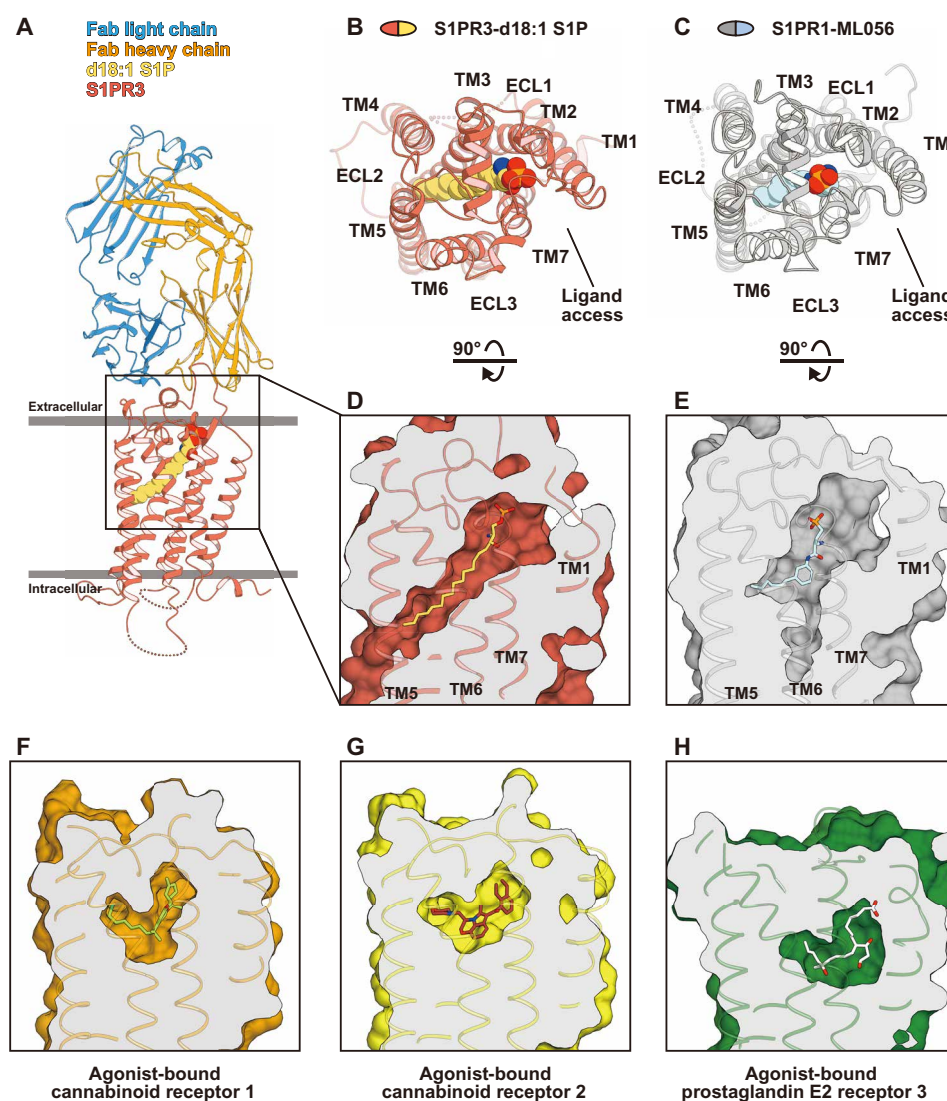 A
Fab light chain
Fab heavy chain
d18:1 S1P
S1PR3
Extracellular
Intracellular
B
S1PR3-d18:1 S1P
TM3
ECL1
TM4
TM2
TM1
ECL2
TM5
TM7
TM6
ECL3
Ligand
access
90°
C
S1PR1-ML056
TM3
ECL1
TM4
TM2
TM
ECL2
TM5
TM7
TM6
ECL3
Ligand
access
90°
D
TM1
TM7
TM5
TM6
E
TM1
TM7
TM5
TM6
F
Agonist-bound
cannabinoid receptor 1
G
Agonist-bound
cannabinoid receptor 2
H
Agonist-bound
prostaglandin E2 receptor 3